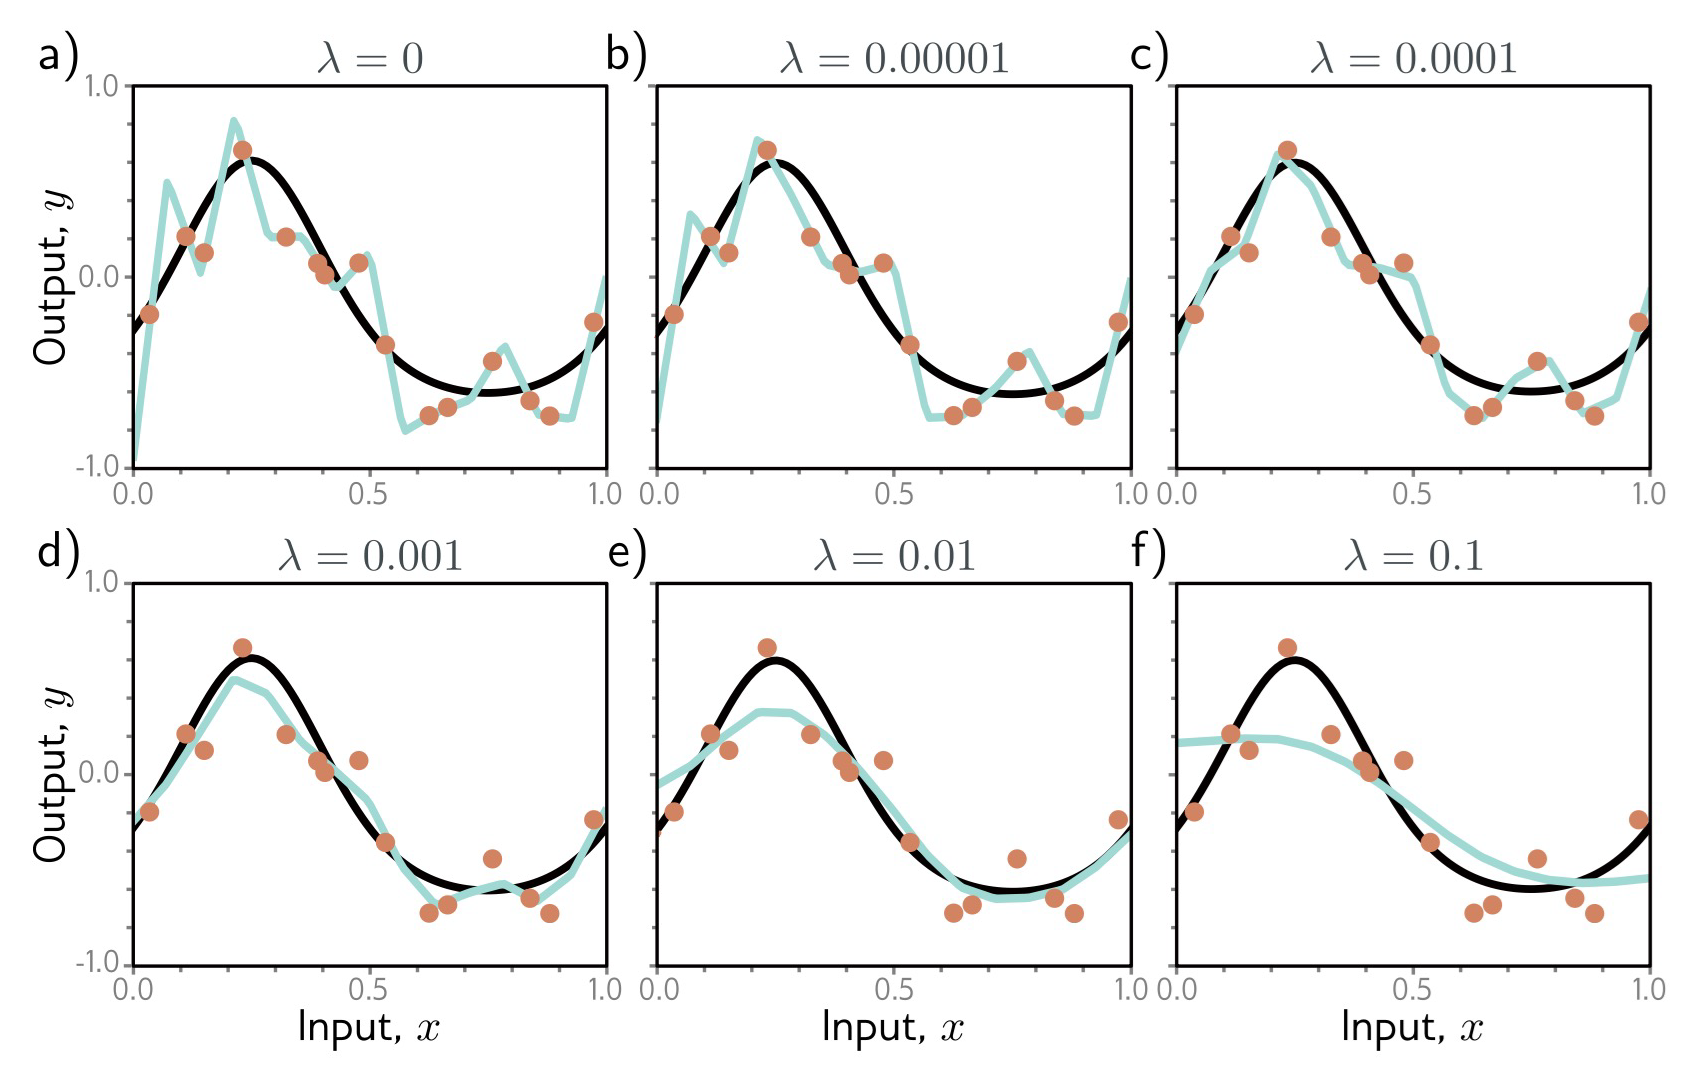 a) λ = 0
b) λ = 0.00001
c) λ = 0.0001
1.0
0.0
-1.0
Output, y
0.0 0.5 1.0
0.0 0.5 1.0
0.0 0.5 1.0
d) λ = 0.001
e) λ = 0.01
f) λ = 0.1
1.0
0.0
-1.0
Output, y
0.0 0.5 1.0
0.0 0.5 1.0
0.0 0.5 1.0
Input, x
Input, x
Input, x